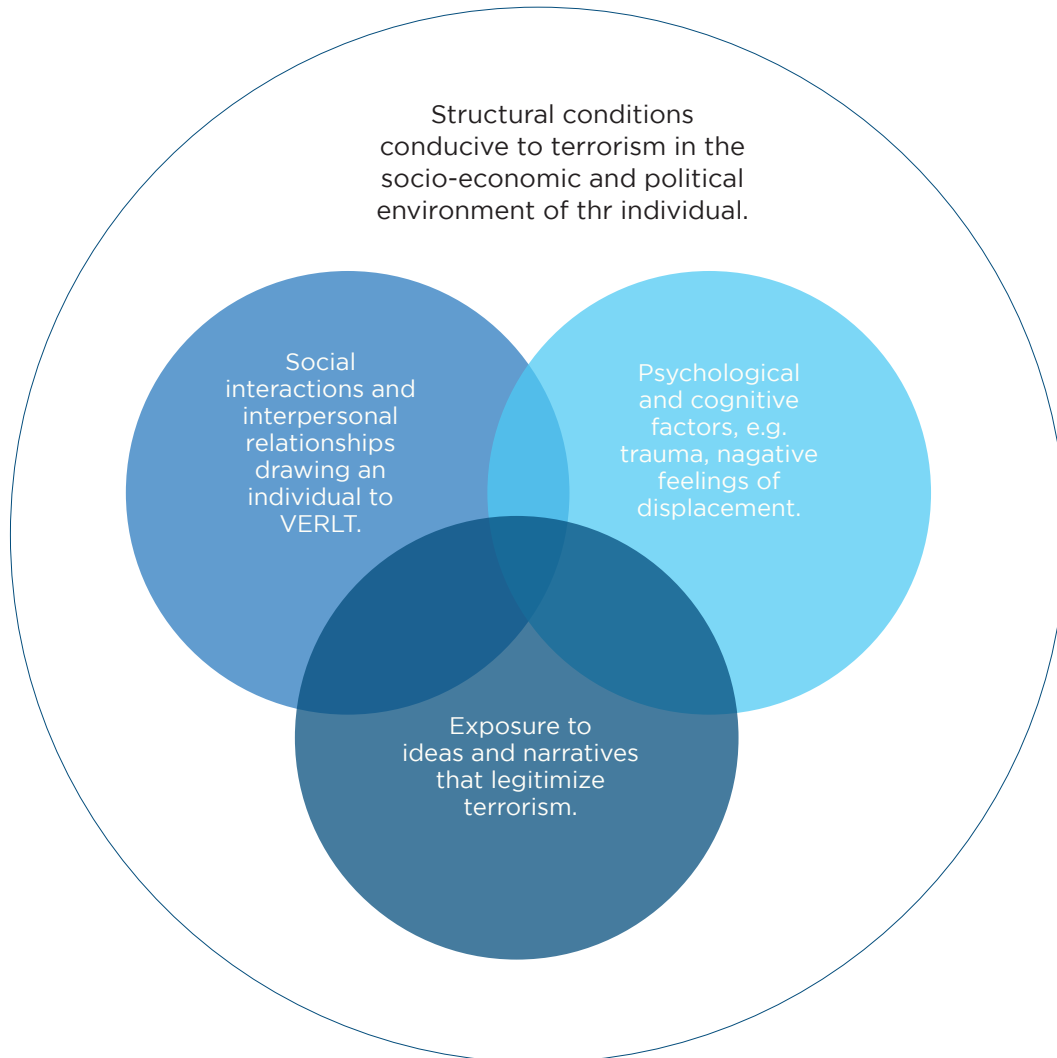 Structural conditions
conducive to terrorism in the
socio-economic and political
environment of thr individual.
Social
interactions and
interpersonal
relationships
drawing an
individual to
VERLT.
Psychological
and cognitive
factors, e.g.
trauma, nagative
feelings of
displacement.
Exposure to
ideas and narratives
that legitimize
terrorism.